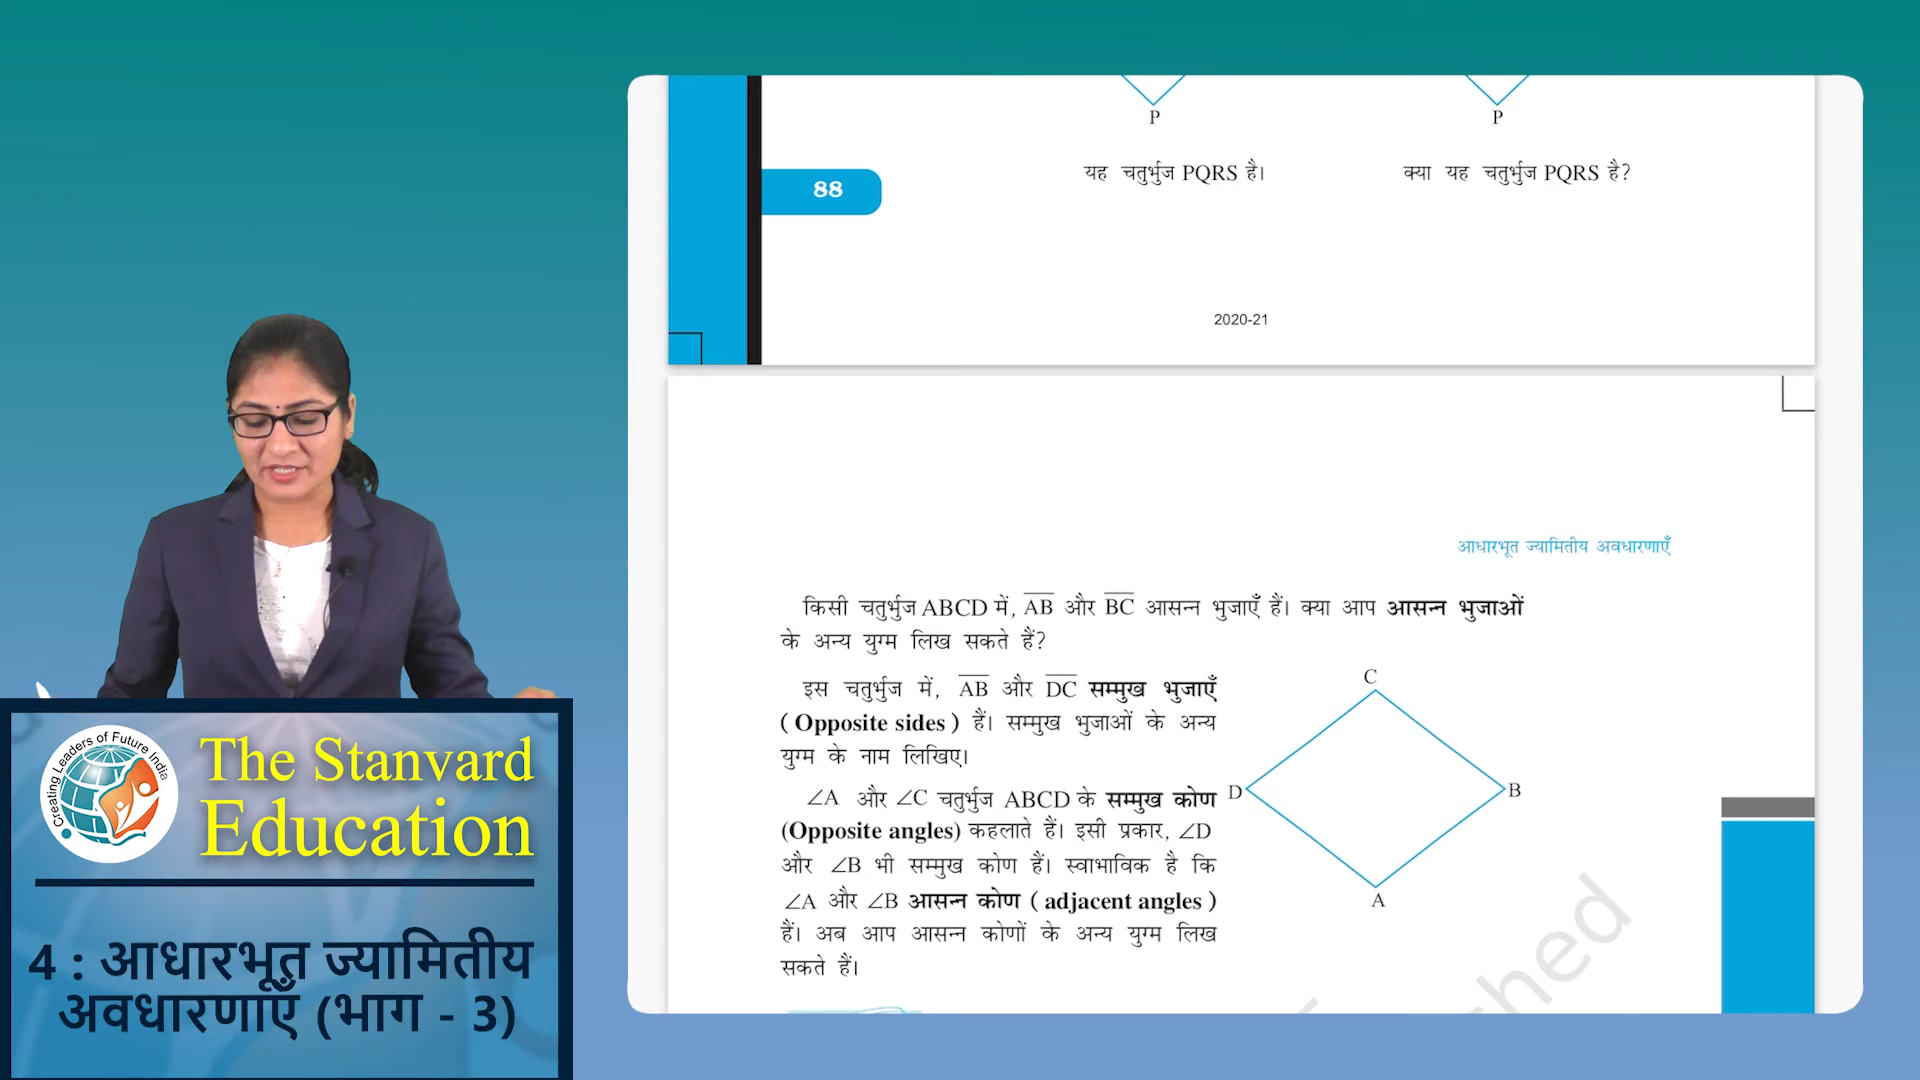 P
P
यह चतुर्भुज PQRS है।
क्या यह चतुर्भुज PQRS है?
88
2020-21
आधारभूत ज्यामितीय अवधारणाएँ
किसी चतुर्भुज ABCD में, AB और BC आसन्न भुजाएँ हैं। क्या आप आसन्न भुजाओं
के अन्य युग्म लिख सकते हैं?
इस चतुर्भुज में, AB और DC सम्मुख भुजाएँ
(Opposite sides) हैं। सम्मुख भुजाओं के अन्य
युग्म के नाम लिखिए।
∠A और ∠C चतुर्भुज ABCD के सम्मुख कोण
(Opposite angles) कहलाते हैं। इसी प्रकार, ∠D
और ∠B भी सम्मुख कोण हैं। स्वाभाविक है कि
∠A और ∠B आसन्न कोण (adjacent angles)
हैं। अब आप आसन्न कोणों के अन्य युग्म लिख
सकते हैं।
C
D
B
A
Creating Leaders of Future India
The Stanvard
Education
4 : आधारभूत ज्यामितीय
अवधारणाएँ (भाग - 3)